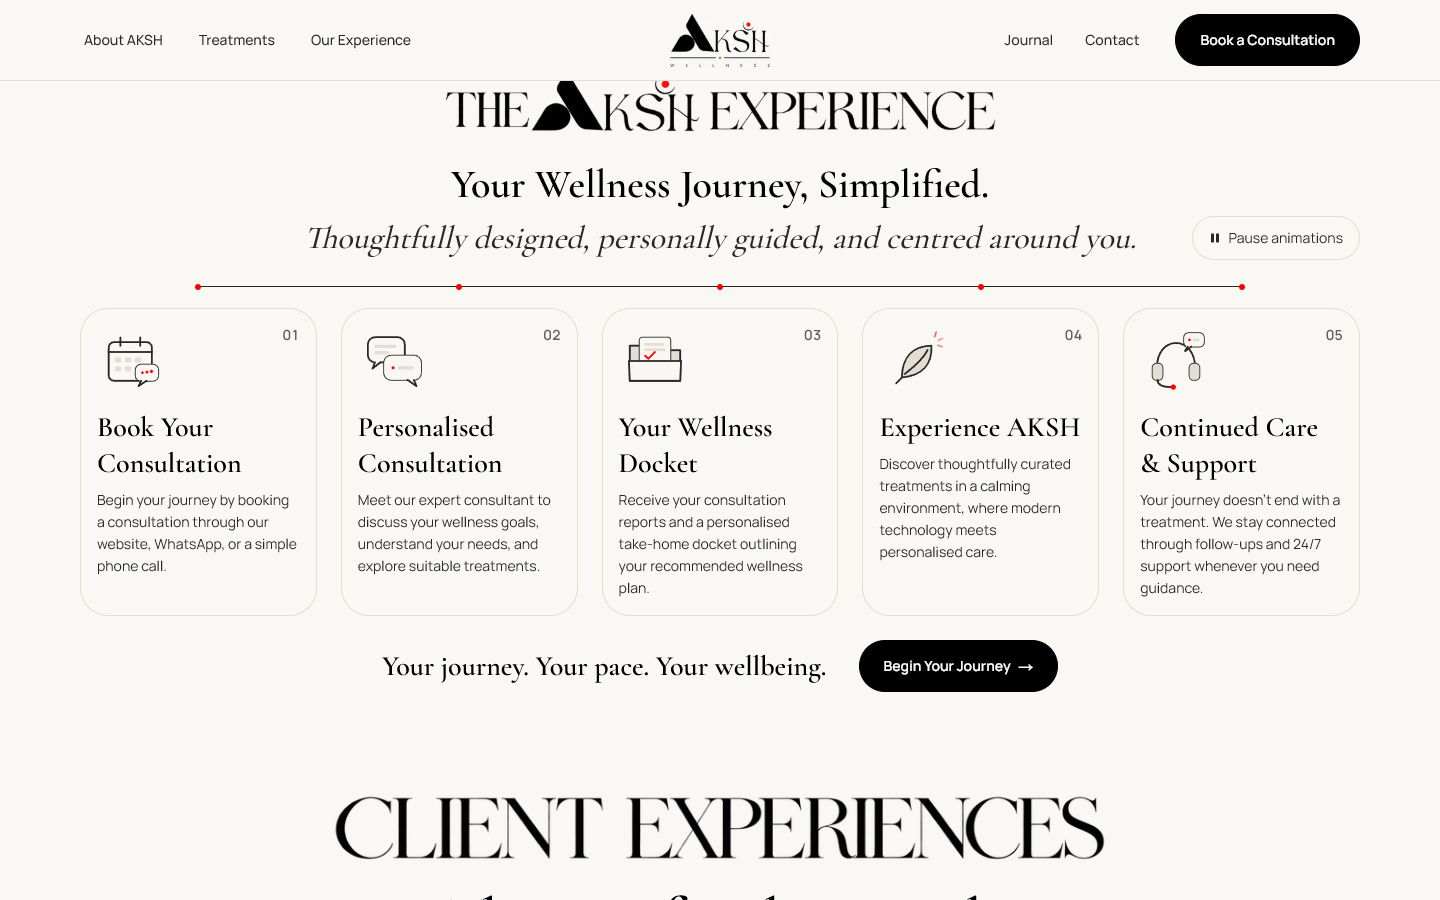 About AKSH
Treatments
Our Experience
AKSH
WELLMEDE
Journal
Contact
Book a Consultation
THE AKSH EXPERIENCE
Your Wellness Journey, Simplified.
Thoughtfully designed, personally guided, and centred around you.
Pause animations
01
Book Your
Consultation
Begin your journey by booking
a consultation through our
website, WhatsApp, or a simple
phone call.
02
Personalised
Consultation
Meet our expert consultant to
discuss your wellness goals,
understand your needs, and
explore suitable treatments.
03
Your Wellness
Docket
Receive your consultation
reports and a personalised
take-home docket outlining
your recommended wellness
plan.
04
Experience AKSH
Discover thoughtfully curated
treatments in a calming
environment, where modern
technology meets
personalised care.
05
Continued Care
& Support
Your journey doesn't end with a
treatment. We stay connected
through follow-ups and 24/7
support whenever you need
guidance.
Your journey. Your pace. Your wellbeing.
Begin Your Journey →
CLIENT EXPERIENCES